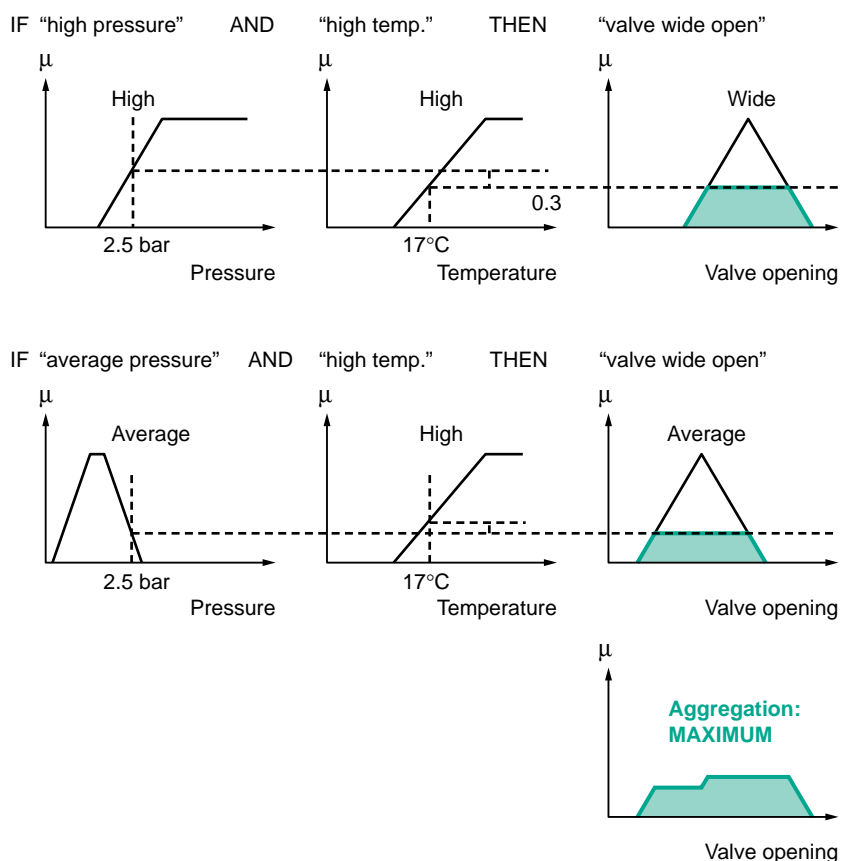 IF “high pressure” AND “high temp.” THEN “valve wide open”
μ μ μ
High High Wide
0.3
2.5 bar 17°C
Pressure Temperature Valve opening
IF “average pressure” AND “high temp.” THEN “valve wide open”
μ μ μ
Average High Average
2.5 bar 17°C
Pressure Temperature Valve opening
μ
Aggregation:
MAXIMUM
Valve opening